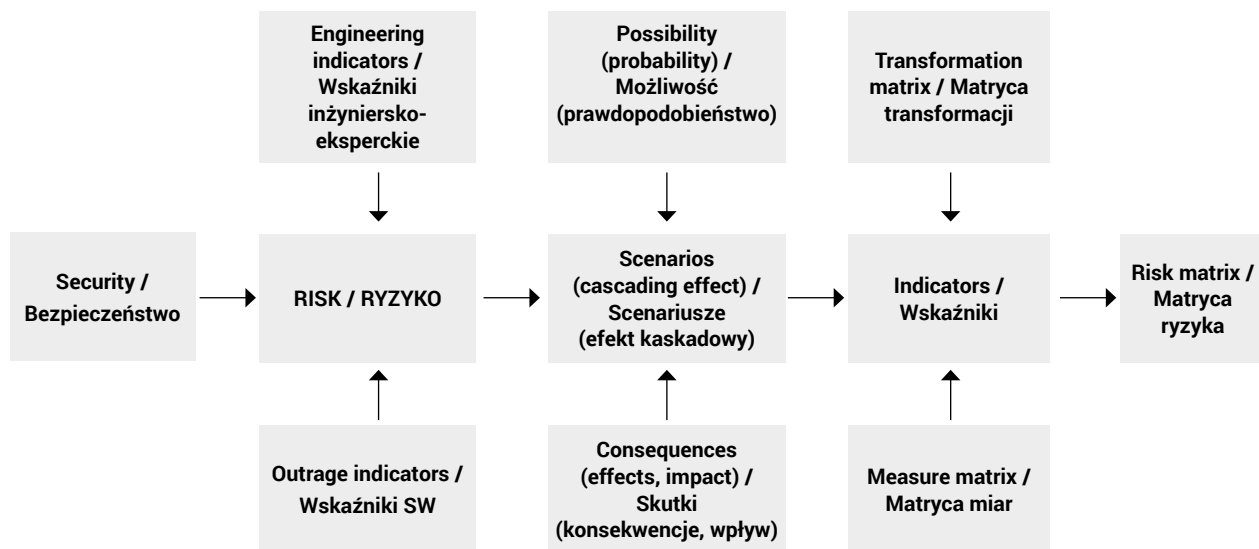 Engineering
indicators /
Wskaźniki
inżyniersko-
eksperckie
Possibility
(probability) /
Możliwość
(prawdopodobieństwo)
Transformation
matrix / Matryca
transformacji
Security /
Bezpieczeństwo
RISK / RYZYKO
Scenarios
(cascading effect) /
Scenariusze
(efekt kaskadowy)
Indicators /
Wskaźniki
Risk matrix /
Matryca
ryzyka
Outrage indicators /
Wskaźniki SW
Consequences
(effects, impact) /
Skutki
(konsekwencje, wpływ)
Measure matrix /
Matryca miar